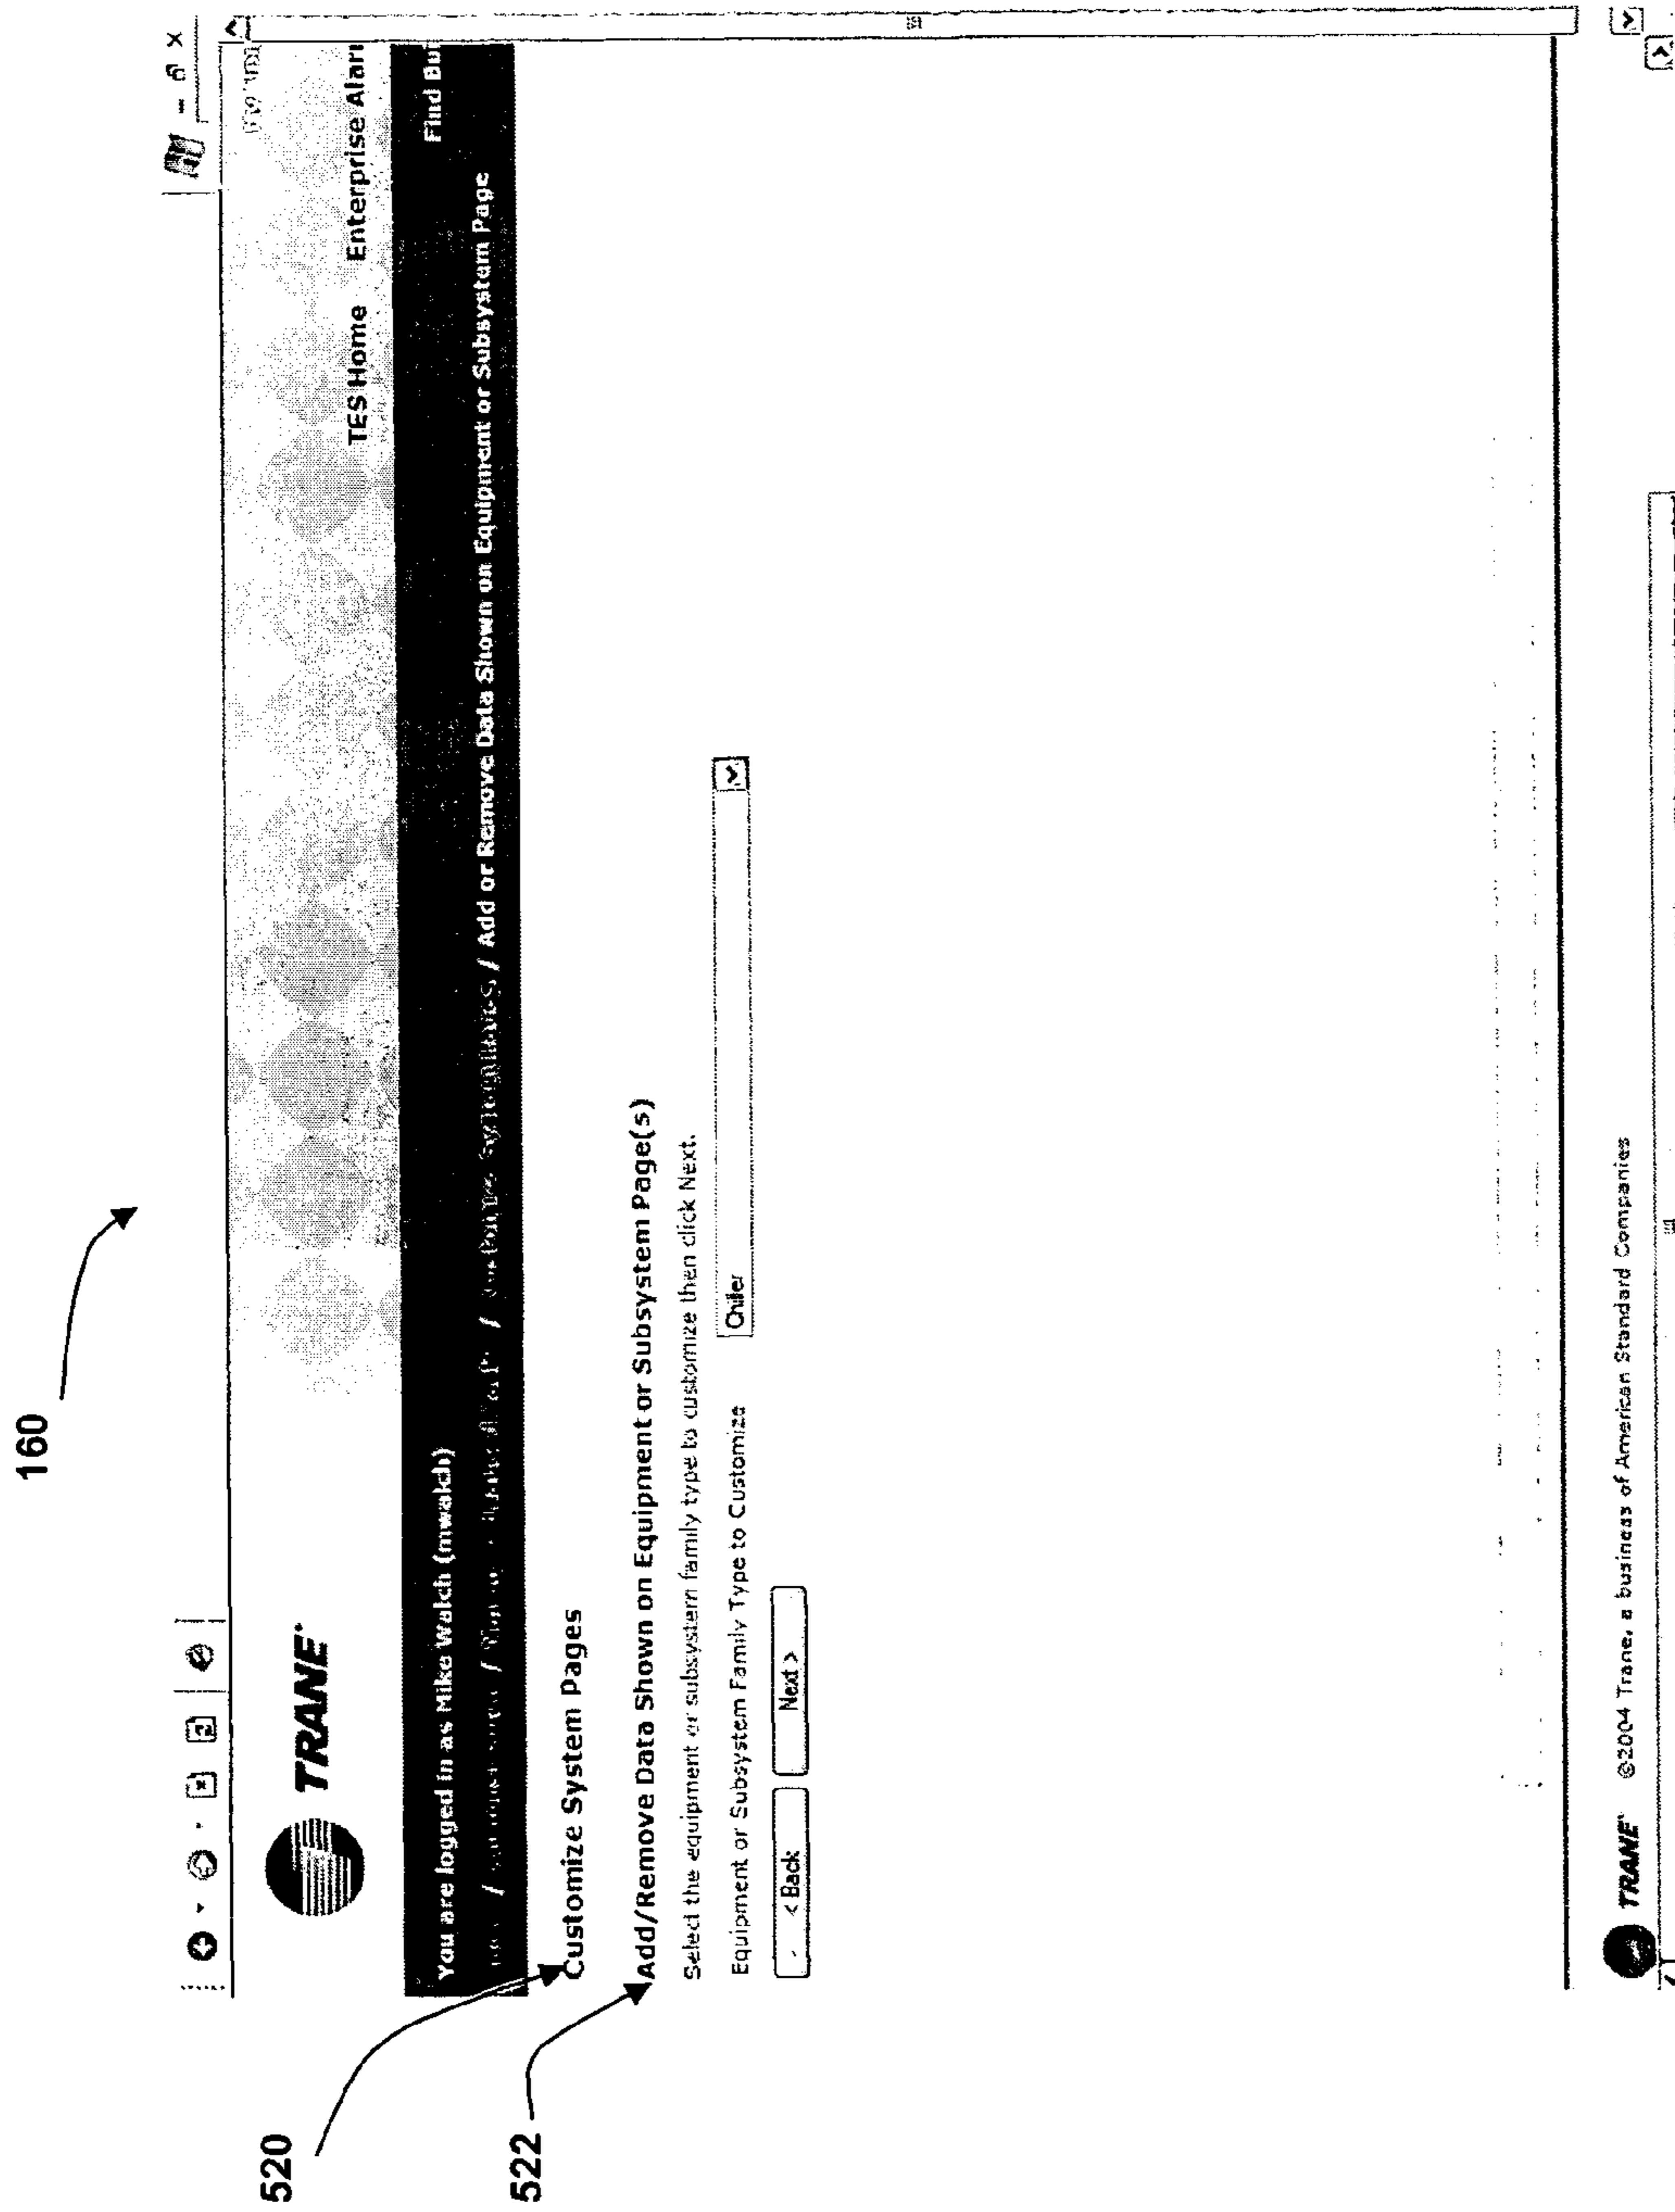 160
TRANE
TES Home Enterprise Alarm
You are logged in as Mike Walch (mwalch)
Find Bui
/ Add or Remove Data Shown on Equipment or Subsystem Page
520
Customize System Pages
522
Add/Remove Data Shown on Equipment or Subsystem Page(s)
Select the equipment or subsystem family type to customize then click Next.
Equipment or Subsystem Family Type to Customize
Chiller
< Back
Next >
TRANE ©2004 Trane, a business of American Standard Companies